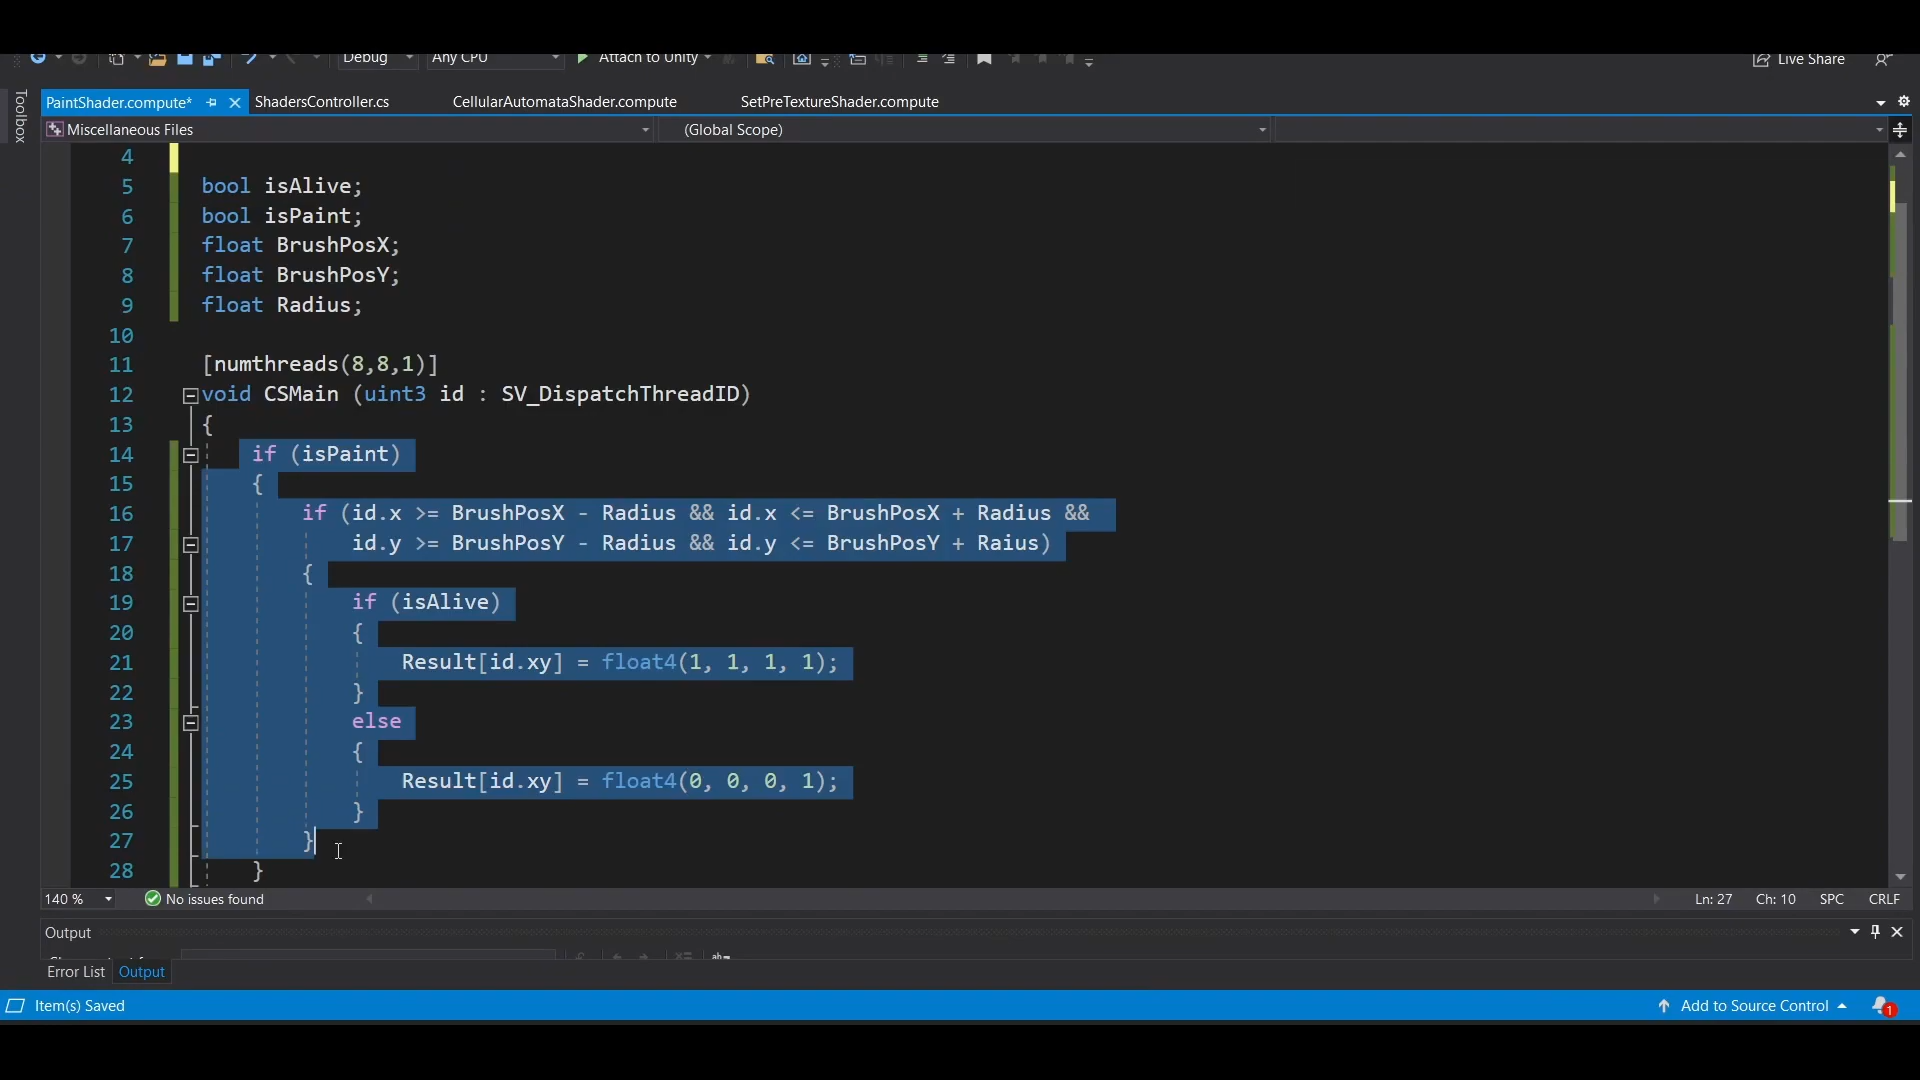 Debug Any CPU Attach to Unity Live Share
Toolbox
PaintShader.compute* ShadersController.cs CellularAutomataShader.compute SetPreTextureShader.compute
Miscellaneous Files (Global Scope)
4
5 bool isAlive;
6 bool isPaint;
7 float BrushPosX;
8 float BrushPosY;
9 float Radius;
10
11 [numthreads(8,8,1)]
12 void CSMain (uint3 id : SV_DispatchThreadID)
13 {
14 if (isPaint)
15 {
16 if (id.x >= BrushPosX - Radius && id.x <= BrushPosX + Radius &&
17 id.y >= BrushPosY - Radius && id.y <= BrushPosY + Raius)
18 {
19 if (isAlive)
20 {
21 Result[id.xy] = float4(1, 1, 1, 1);
22 }
23 else
24 {
25 Result[id.xy] = float4(0, 0, 0, 1);
26 }
27 }
28 }
140 % No issues found Ln: 27 Ch: 10 SPC CRLF
Output
Error List Output
Item(s) Saved Add to Source Control 1